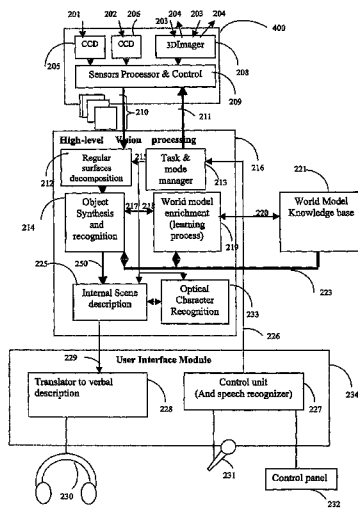 201 202 203 204 203 204 400
205 CCD CCD 206 3DImager 208
Sensors Processor & Control 209
210 211
High-level Vision processing
216
212 Regular surfaces decomposition 215 Task & mode manager 213
221
World Model Knowledge base
214 Object Synthesis and recognition 217 218 World model enrichment (learning process) 219 220
250
223
225 Internal Scene description Optical Character Recognition 233
226
229 User Interface Module
234
Translator to verbal description 228
Control unit (And speech recognizer) 227
230 231 Control panel 232